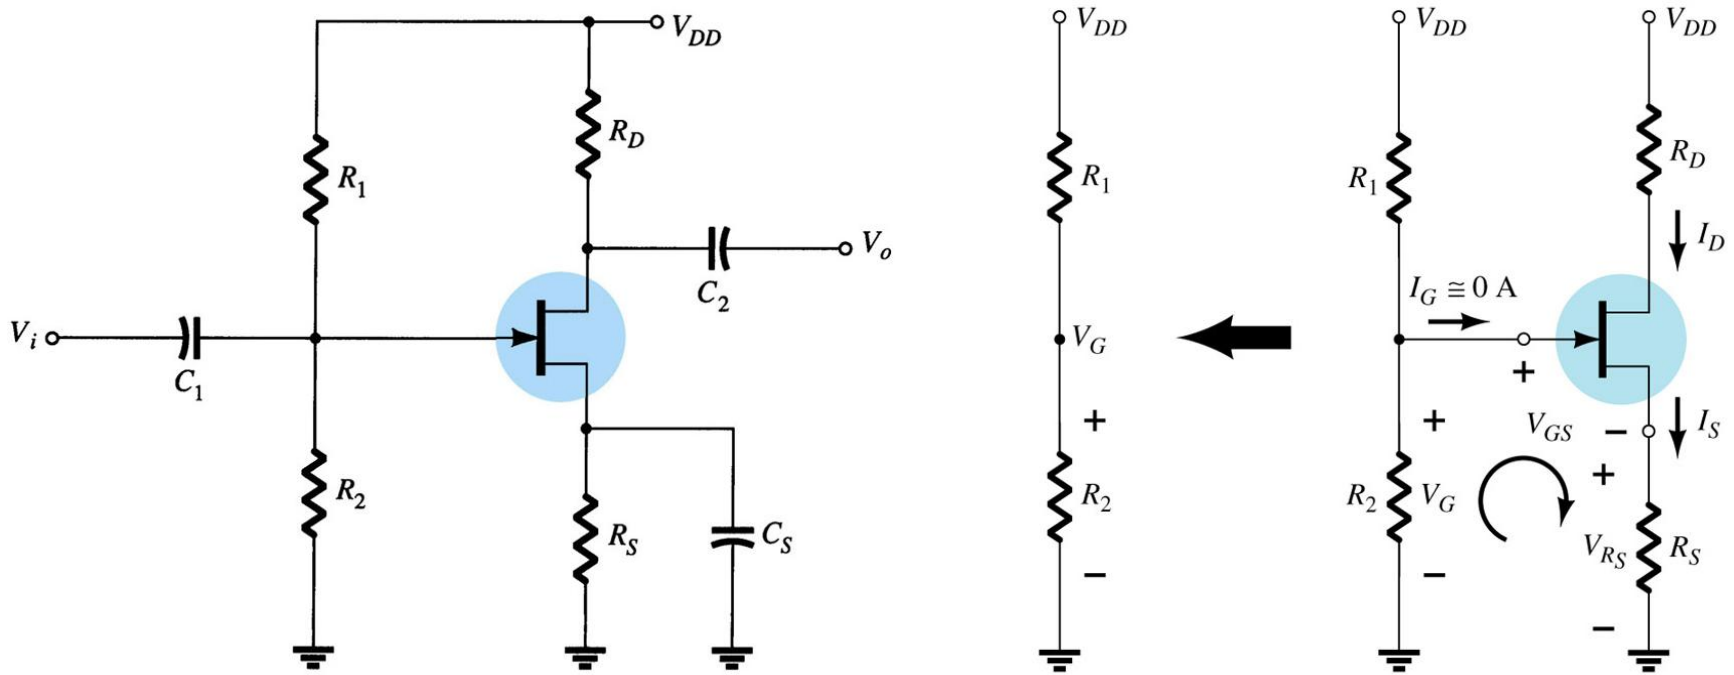 V_DD
R_D
R_1
V_o
C_2
V_i
C_1
R_2
R_S
C_S
V_DD
R_1
V_G
+
R_2
−
V_DD
V_DD
R_D
R_1
I_D
I_G ≅ 0 A
+
V_GS
−
I_S
+
+
R_2
V_G
V_RS
R_S
−
−